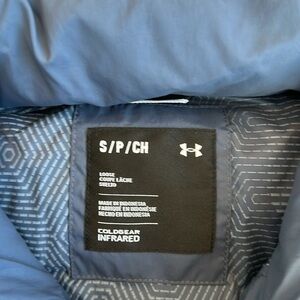 S/P/CH
LOOSE
COUPE LÂCHE
SUELTO
MADE IN INDONESIA
FABRIQUÉ EN INDONÉSIE
HECHO EN INDONESIA
COLDGEAR
INFRARED